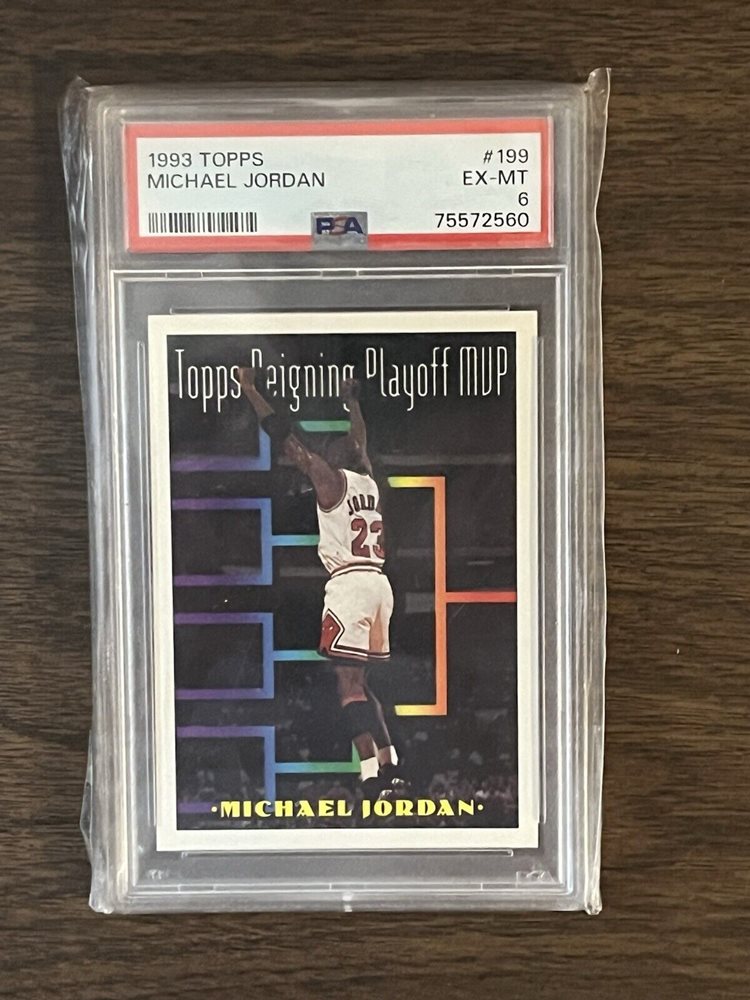 1993 TOPPS #199
MICHAEL JORDAN EX-MT
6
PSA 75572560
Topps Reigning Playoff MVP
23
·MICHAEL JORDAN·